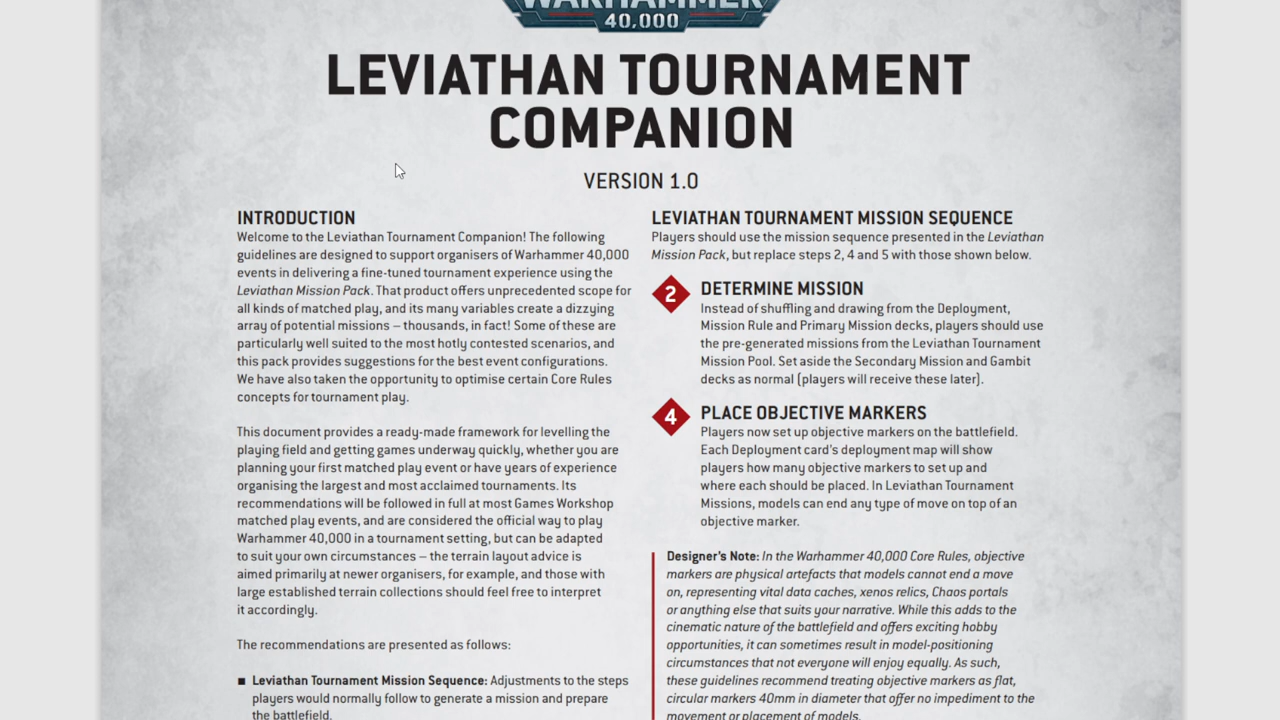 WARHAMMER
40,000
LEVIATHAN TOURNAMENT
COMPANION
VERSION 1.0
INTRODUCTION
Welcome to the Leviathan Tournament Companion! The following
guidelines are designed to support organisers of Warhammer 40,000
events in delivering a fine-tuned tournament experience using the
Leviathan Mission Pack. That product offers unprecedented scope for
all kinds of matched play, and its many variables create a dizzying
array of potential missions – thousands, in fact! Some of these are
particularly well suited to the most hotly contested scenarios, and
this pack provides suggestions for the best event configurations.
We have also taken the opportunity to optimise certain Core Rules
concepts for tournament play.
This document provides a ready-made framework for levelling the
playing field and getting games underway quickly, whether you are
planning your first matched play event or have years of experience
organising the largest and most acclaimed tournaments. Its
recommendations will be followed in full at most Games Workshop
matched play events, and are considered the official way to play
Warhammer 40,000 in a tournament setting, but can be adapted
to suit your own circumstances – the terrain layout advice is
aimed primarily at newer organisers, for example, and those with
large established terrain collections should feel free to interpret
it accordingly.
The recommendations are presented as follows:
■ Leviathan Tournament Mission Sequence: Adjustments to the steps
players would normally follow to generate a mission and prepare
the battlefield.
LEVIATHAN TOURNAMENT MISSION SEQUENCE
Players should use the mission sequence presented in the Leviathan
Mission Pack, but replace steps 2, 4 and 5 with those shown below.
2 DETERMINE MISSION
Instead of shuffling and drawing from the Deployment,
Mission Rule and Primary Mission decks, players should use
the pre-generated missions from the Leviathan Tournament
Mission Pool. Set aside the Secondary Mission and Gambit
decks as normal (players will receive these later).
4 PLACE OBJECTIVE MARKERS
Players now set up objective markers on the battlefield.
Each Deployment card's deployment map will show
players how many objective markers to set up and
where each should be placed. In Leviathan Tournament
Missions, models can end any type of move on top of an
objective marker.
Designer's Note: In the Warhammer 40,000 Core Rules, objective
markers are physical artefacts that models cannot end a move
on, representing vital data caches, xenos relics, Chaos portals
or anything else that suits your narrative. While this adds to the
cinematic nature of the battlefield and offers exciting hobby
opportunities, it can sometimes result in model-positioning
circumstances that not everyone will enjoy equally. As such,
these guidelines recommend treating objective markers as flat,
circular markers 40mm in diameter that offer no impediment to the
movement or placement of models.